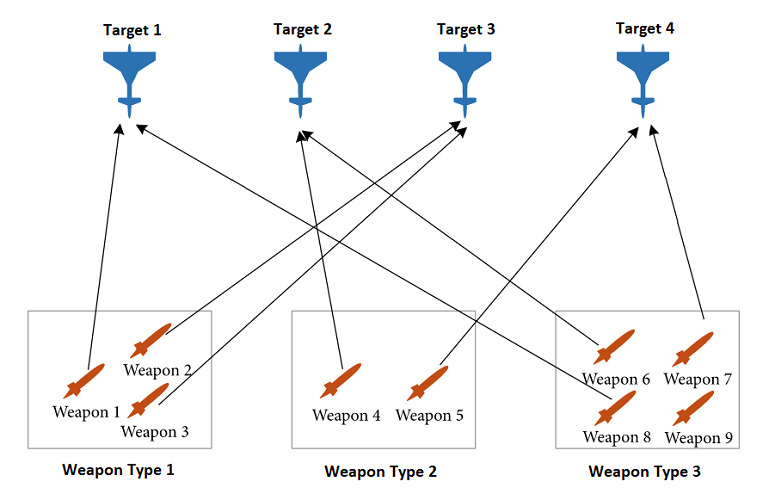 Target 1
Target 2
Target 3
Target 4
Weapon 2
Weapon 1
Weapon 3
Weapon 4
Weapon 5
Weapon 6
Weapon 7
Weapon 8
Weapon 9
Weapon Type 1
Weapon Type 2
Weapon Type 3